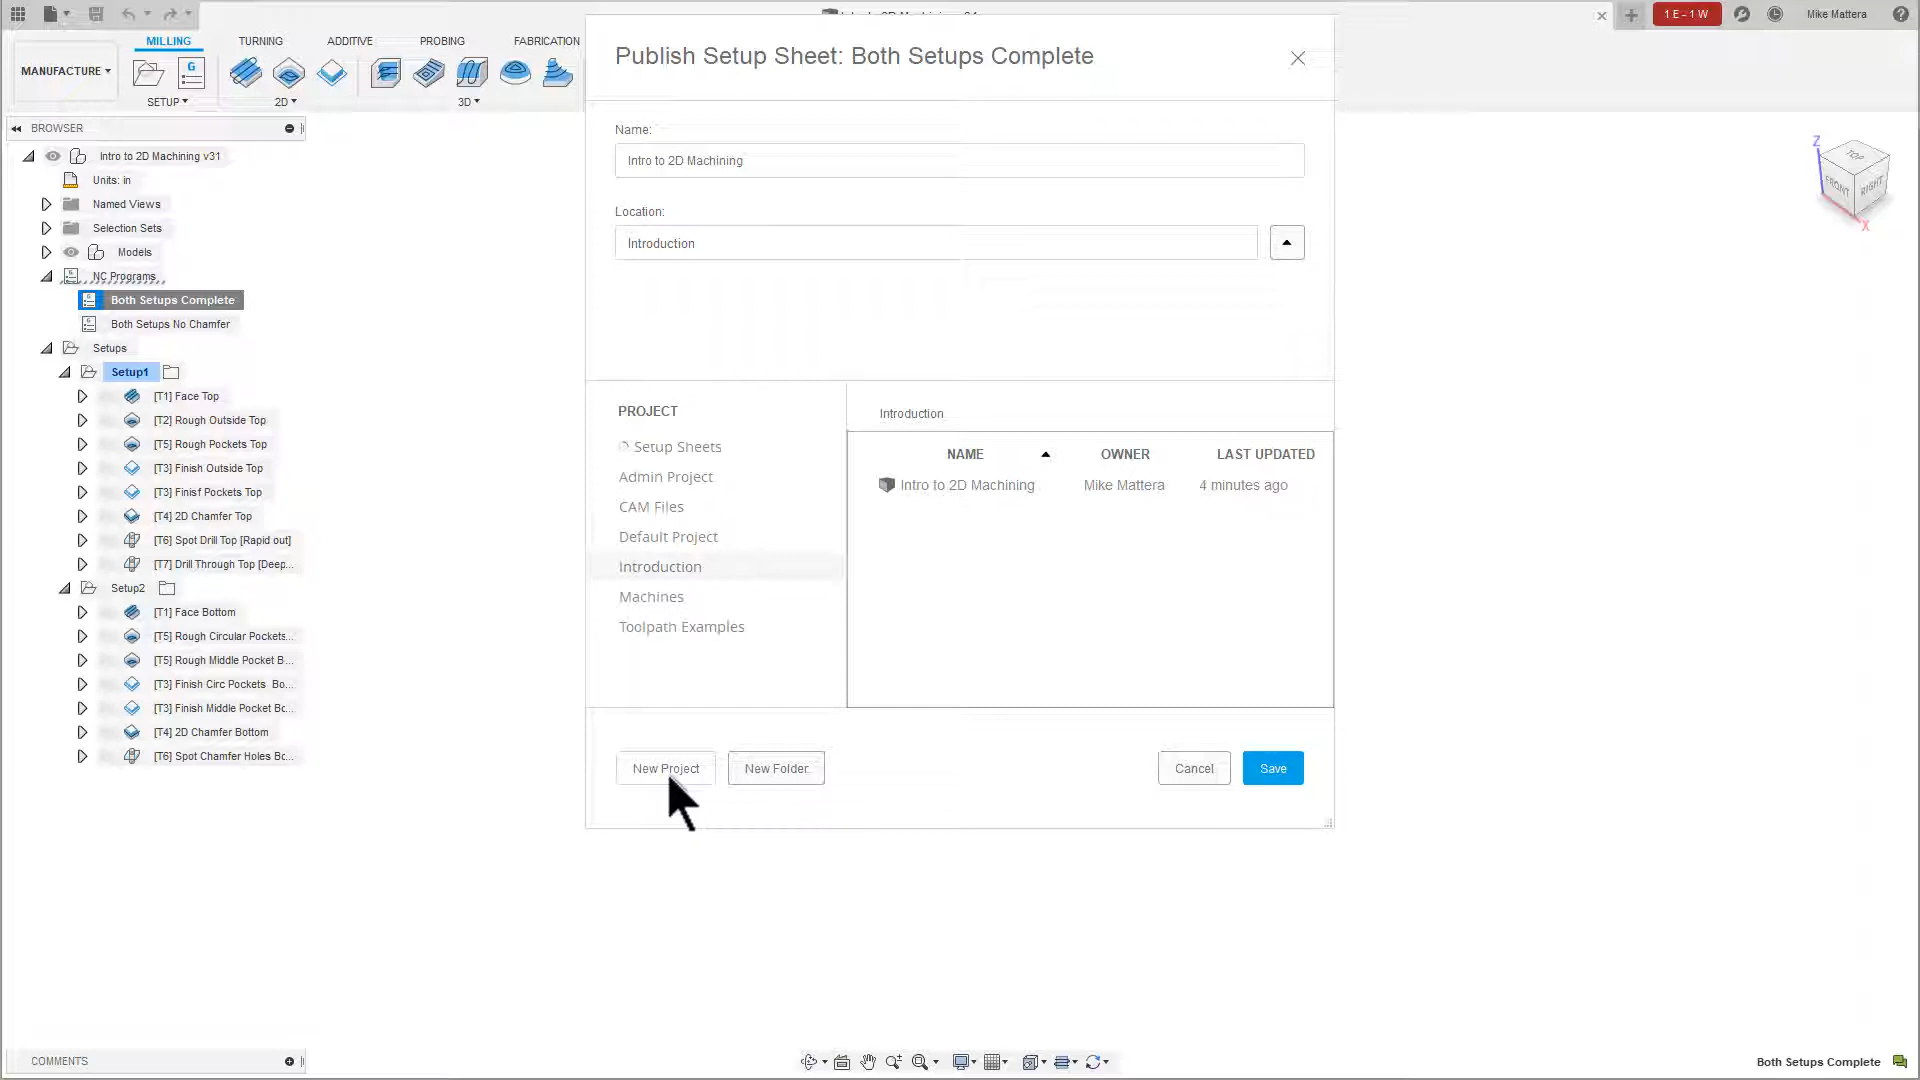 1 E - 1 W
Mike Mattera
MILLING
TURNING
ADDITIVE
PROBING
FABRICATION
MANUFACTURE
SETUP
2D
3D
BROWSER
Intro to 2D Machining v31
Units: in
Named Views
Selection Sets
Models
NC Programs
Both Setups Complete
Both Setups No Chamfer
Setups
Setup1
[T1] Face Top
[T2] Rough Outside Top
[T5] Rough Pockets Top
[T3] Finish Outside Top
[T3] Finisf Pockets Top
[T4] 2D Chamfer Top
[T6] Spot Drill Top [Rapid out]
[T7] Drill Through Top [Deep...
Setup2
[T1] Face Bottom
[T5] Rough Circular Pockets...
[T5] Rough Middle Pocket B...
[T3] Finish Circ Pockets Bo...
[T3] Finish Middle Pocket Bc...
[T4] 2D Chamfer Bottom
[T6] Spot Chamfer Holes Bc...
COMMENTS
Publish Setup Sheet: Both Setups Complete
Name:
Intro to 2D Machining
Location:
Introduction
PROJECT
Setup Sheets
Admin Project
CAM Files
Default Project
Introduction
Machines
Toolpath Examples
Introduction
NAME
OWNER
LAST UPDATED
Intro to 2D Machining
Mike Mattera
4 minutes ago
New Project
New Folder
Cancel
Save
Z
TOP
FRONT
RIGHT
X
Both Setups Complete